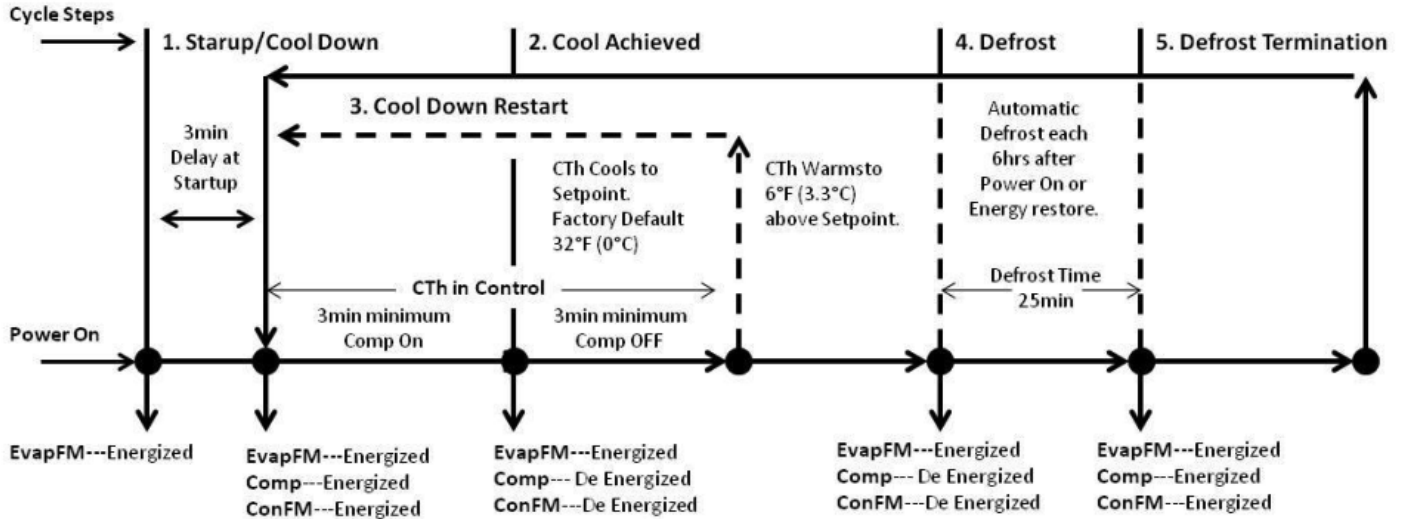 Cycle Steps
1. Starup/Cool Down
2. Cool Achieved
4. Defrost
5. Defrost Termination
3. Cool Down Restart
3min
Delay at
Startup
CTh Cools to
Setpoint.
Factory Default
32°F (0°C)
CTh Warmsto
6°F (3.3°C)
above Setpoint.
Automatic
Defrost each
6hrs after
Power On or
Energy restore.
CTh in Control
3min minimum
Comp On
3min minimum
Comp OFF
Defrost Time
25min
Power On
EvapFM---Energized
EvapFM---Energized
Comp---Energized
ConFM---Energized
EvapFM---Energized
Comp--- De Energized
ConFM---De Energized
EvapFM---Energized
Comp--- De Energized
ConFM---De Energized
EvapFM---Energized
Comp---Energized
ConFM---Energized